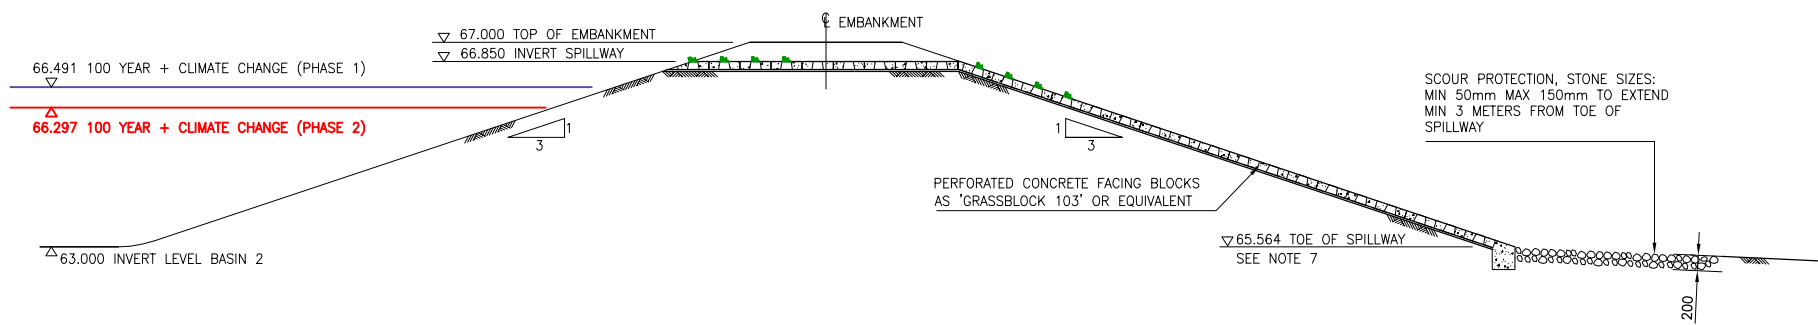 ℄ EMBANKMENT
67.000 TOP OF EMBANKMENT
66.850 INVERT SPILLWAY
66.491 100 YEAR + CLIMATE CHANGE (PHASE 1)
66.297 100 YEAR + CLIMATE CHANGE (PHASE 2)
1
3
1
3
SCOUR PROTECTION, STONE SIZES:
MIN 50mm MAX 150mm TO EXTEND
MIN 3 METERS FROM TOE OF
SPILLWAY
PERFORATED CONCRETE FACING BLOCKS
AS 'GRASSBLOCK 103' OR EQUIVALENT
65.564 TOE OF SPILLWAY
SEE NOTE 7
63.000 INVERT LEVEL BASIN 2
200